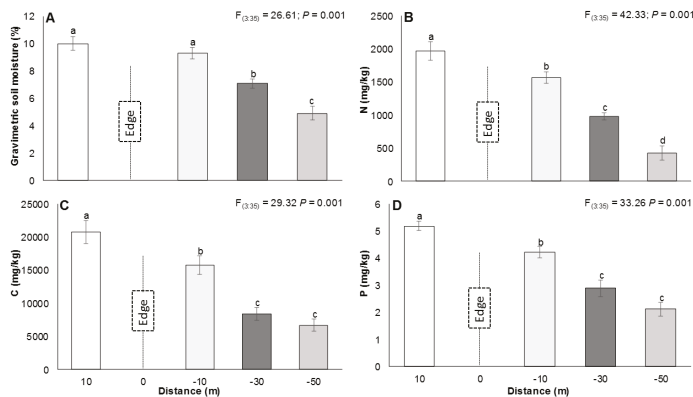 A
F(3:35) = 26.61; P = 0.001
Gravimetric soil moisture (%)
12
10
8
6
4
2
0
a
Edge
a
b
c
B
F(3:35) = 42.33; P = 0.001
N (mg/kg)
2500
2000
1500
1000
500
0
a
Edge
b
c
d
C
F(3:35) = 29.32 P = 0.001
C (mg/kg)
25000
20000
15000
10000
5000
0
a
Edge
b
c
c
10 0 -10 -30 -50
Distance (m)
D
F(3:35) = 33.26 P = 0.001
P (mg/kg)
6
5
4
3
2
1
0
a
Edge
b
c
c
10 0 -10 -30 -50
Distance (m)